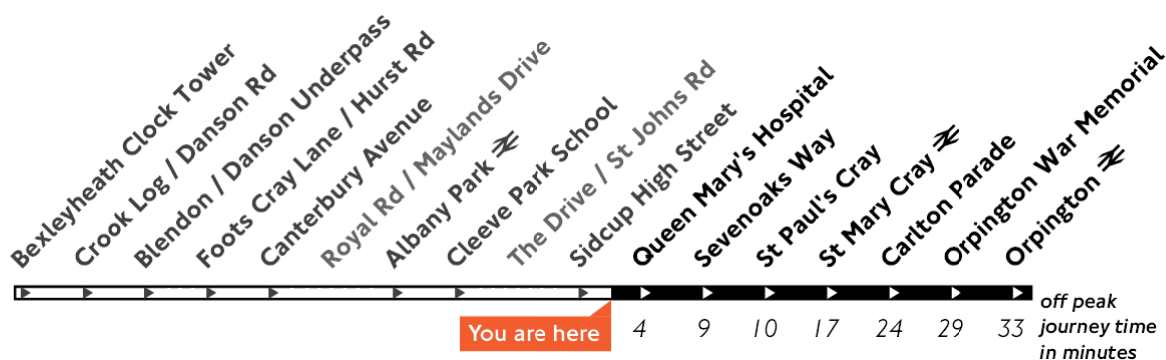 Bexleyheath Clock Tower
Crook Log / Danson Rd
Blendon / Danson Underpass
Foots Cray Lane / Hurst Rd
Canterbury Avenue
Royal Rd / Maylands Drive
Albany Park
Cleeve Park School
The Drive / St Johns Rd
Sidcup High Street
Queen Mary's Hospital
Sevenoaks Way
St Paul's Cray
St Mary Cray
Carlton Parade
Orpington War Memorial
Orpington
You are here
4 9 10 17 24 29 33
off peak
journey time
in minutes